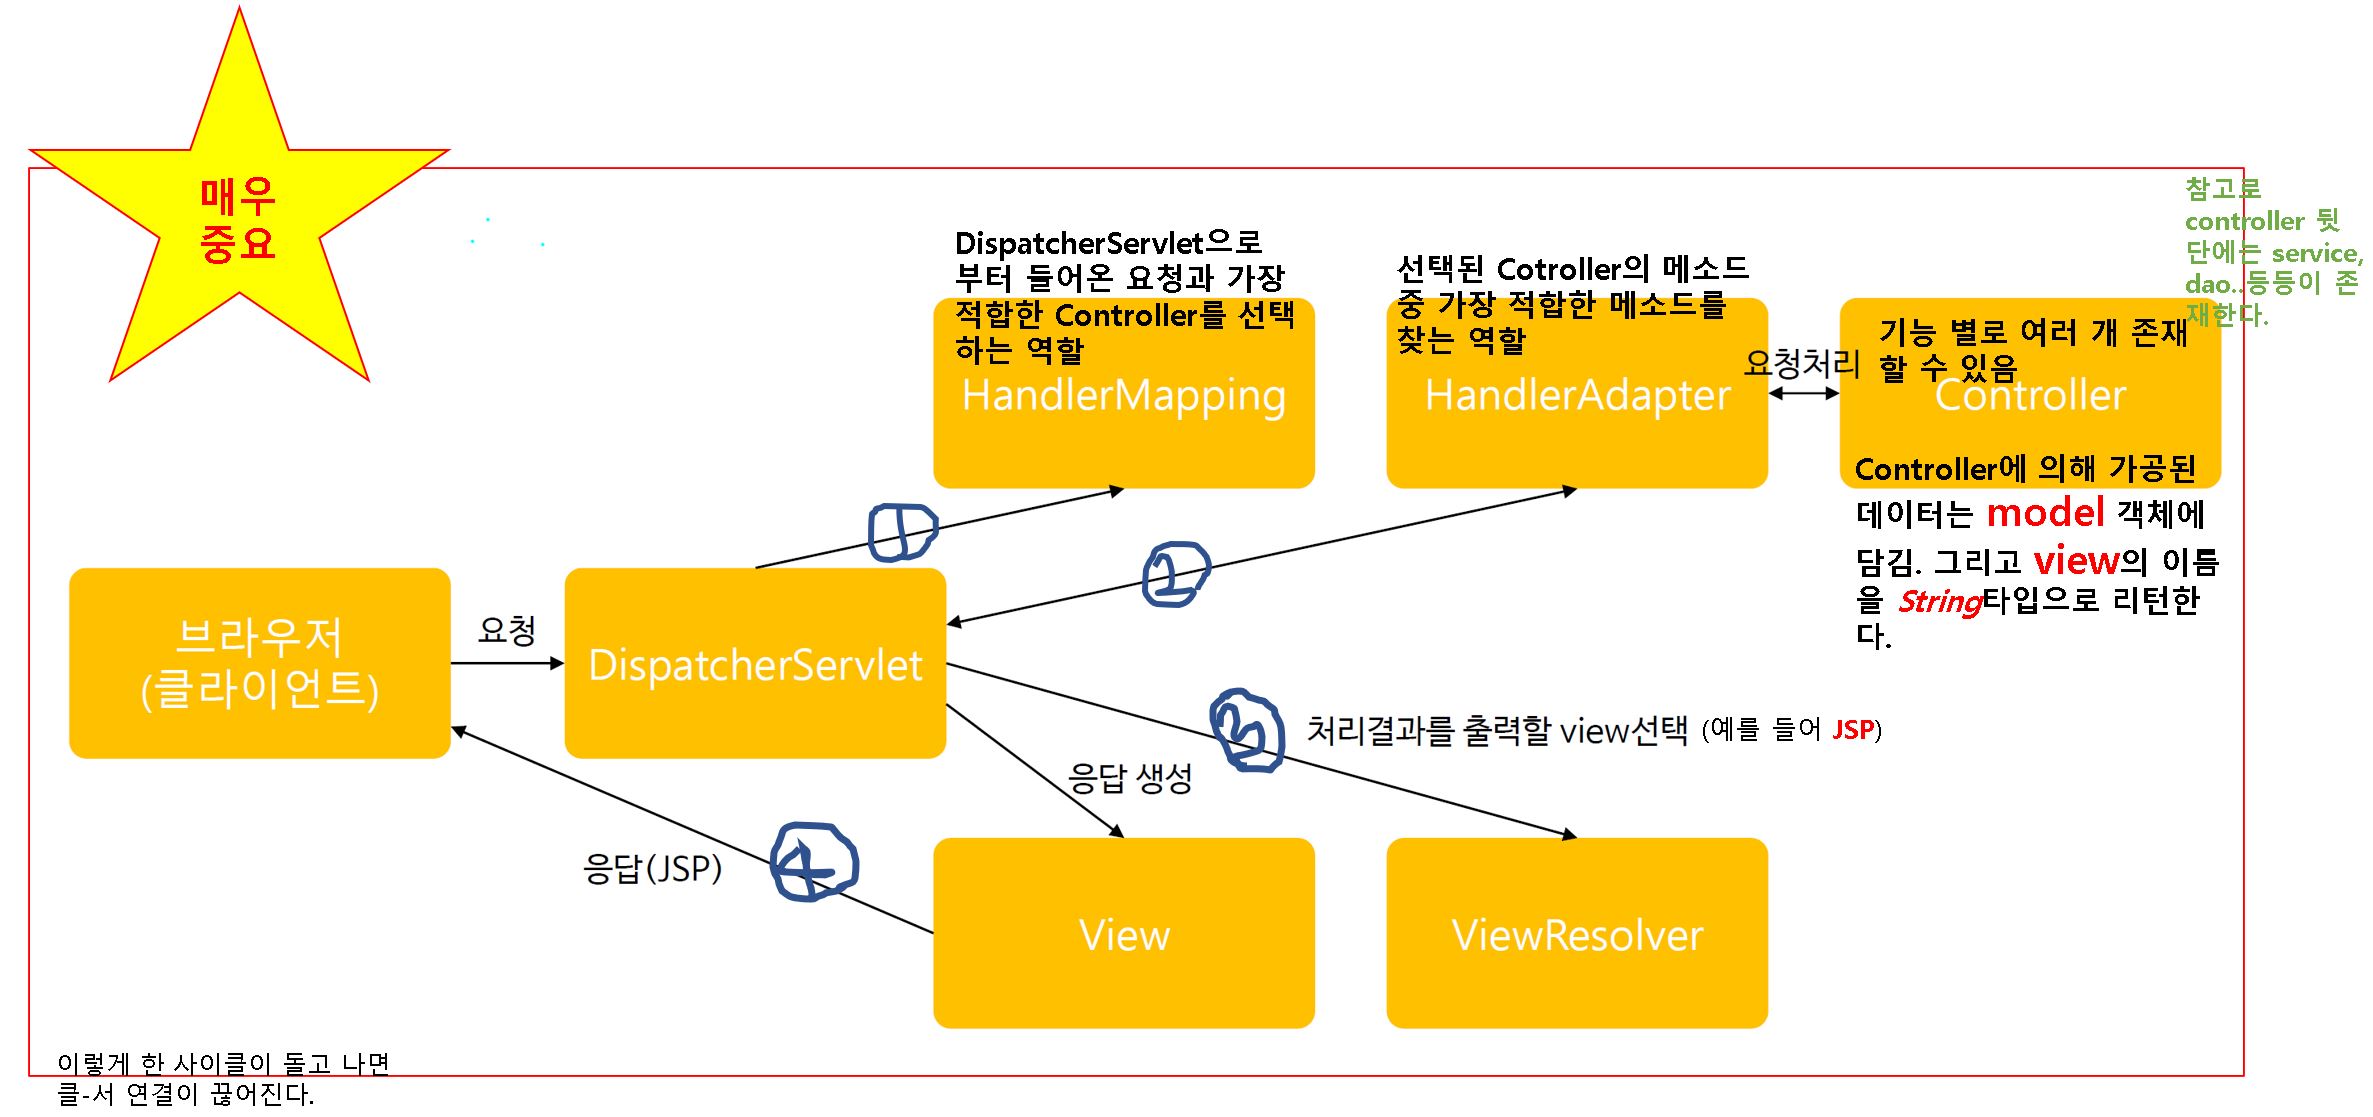 매우
중요
참고로
controller 뒷
단에는 service,
dao..등등이 존
재한다.
DispatcherServlet으로
부터 들어온 요청과 가장
적합한 Controller를 선택
하는 역할
HandlerMapping
선택된 Cotroller의 메소드
중 가장 적합한 메소드를
찾는 역할
HandlerAdapter
요청처리
기능 별로 여러 개 존재
할 수 있음
Controller
Controller에 의해 가공된
데이터는 model 객체에
담김. 그리고 view의 이름
을 String타입으로 리턴한
다.
1
2
브라우저
(클라이언트)
요청
DispatcherServlet
3
처리결과를 출력할 view선택 (예를 들어 JSP)
응답 생성
응답(JSP)
4
View
ViewResolver
이렇게 한 사이클이 돌고 나면
클-서 연결이 끊어진다.